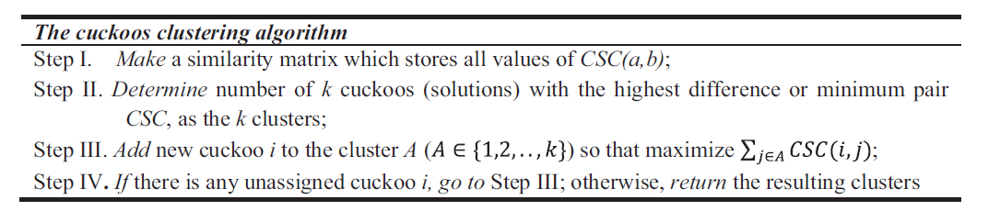 The cuckoos clustering algorithm
Step I. Make a similarity matrix which stores all values of CSC(a,b);
Step II. Determine number of k cuckoos (solutions) with the highest difference or minimum pair
CSC, as the k clusters;
Step III. Add new cuckoo i to the cluster A (A ∈ {1,2,..,k}) so that maximize ∑_{j∈A} CSC(i,j);
Step IV. If there is any unassigned cuckoo i, go to Step III; otherwise, return the resulting clusters